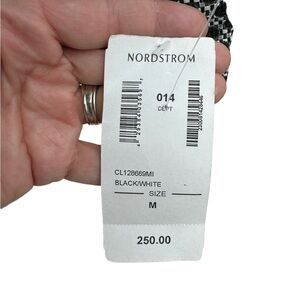 NORDSTROM
014
DEPT
CL128669MI
BLACK/WHITE
SIZE
M
250.00